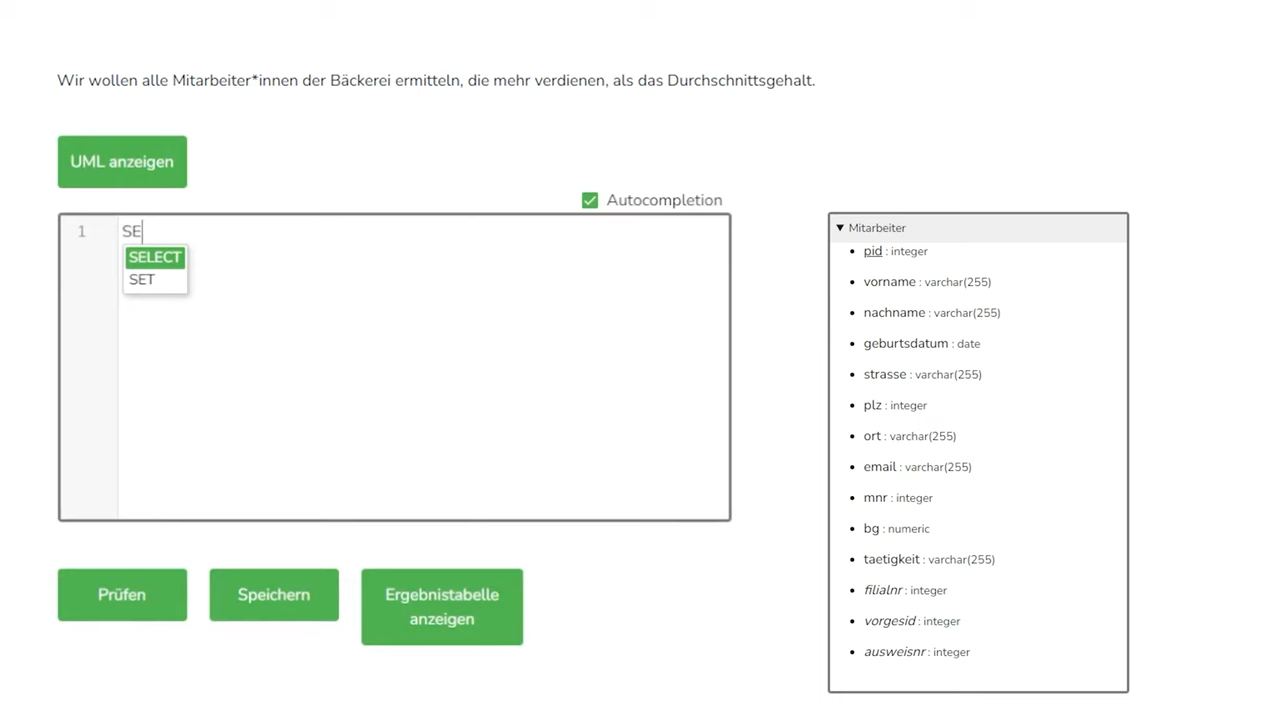 Wir wollen alle Mitarbeiter*innen der Bäckerei ermitteln, die mehr verdienen, als das Durchschnittsgehalt.
UML anzeigen
Autocompletion
1 SE
SELECT
SET
Prüfen
Speichern
Ergebnistabelle
anzeigen
Mitarbeiter
pid : integer
vorname : varchar(255)
nachname : varchar(255)
geburtsdatum : date
strasse : varchar(255)
plz : integer
ort : varchar(255)
email : varchar(255)
mnr : integer
bg : numeric
taetigkeit : varchar(255)
filialnr : integer
vorgesid : integer
ausweisnr : integer